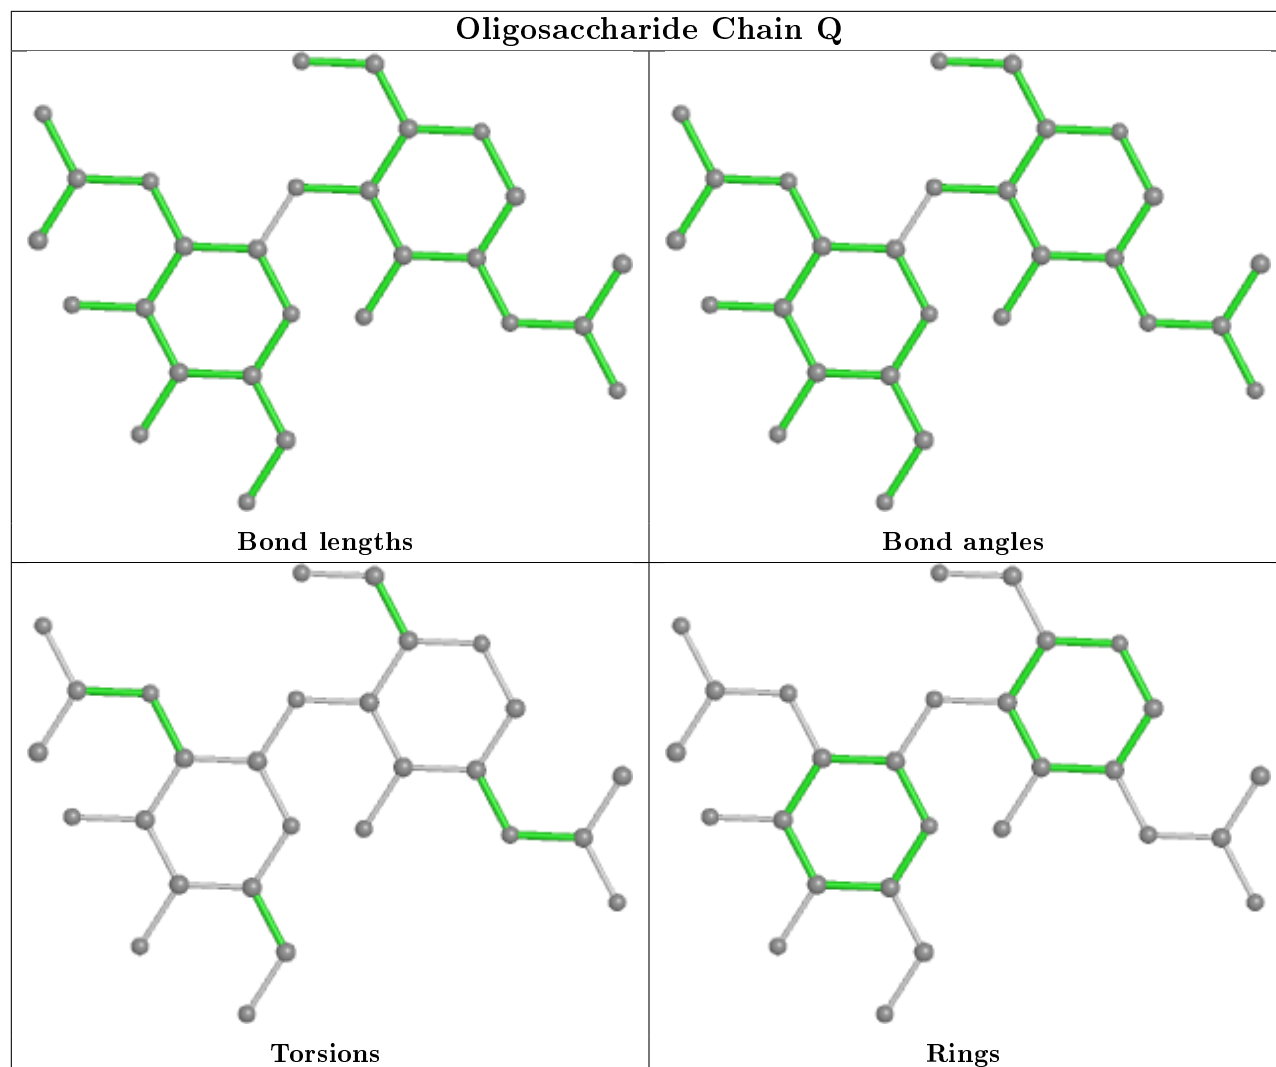 Oligosaccharide Chain Q
Bond lengths
Bond angles
Torsions
Rings